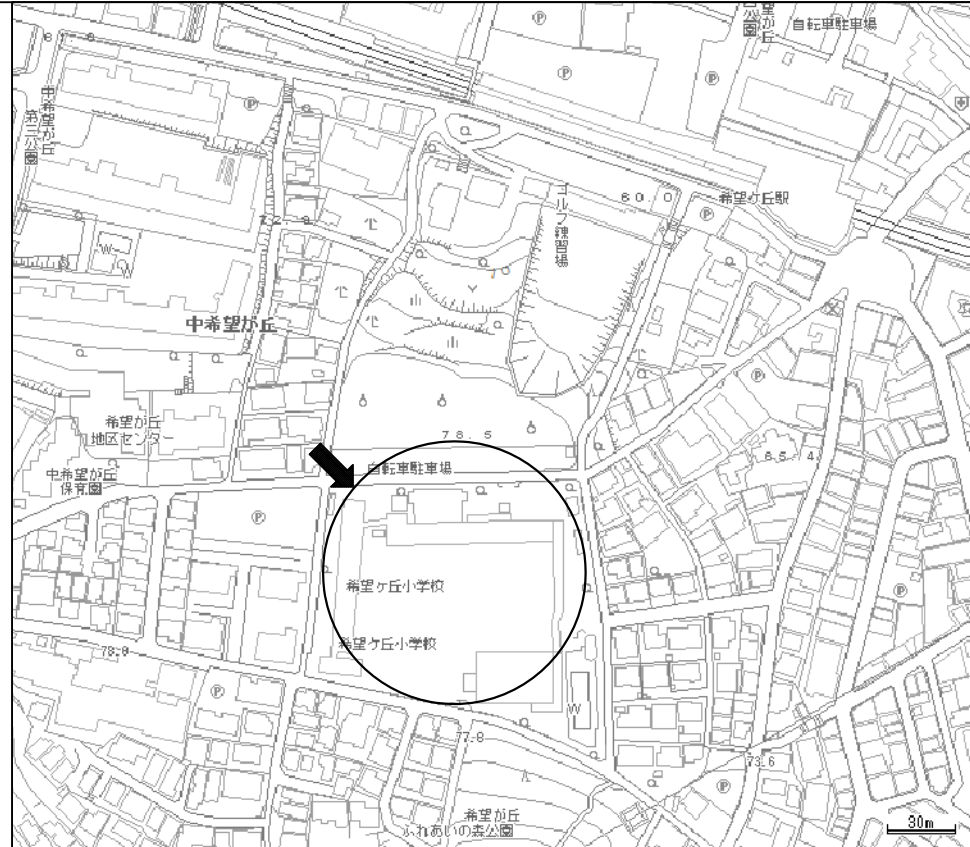 公園
望が丘
自転車駐車場
中希望が丘
第三公園
60.0
希望ケ丘駅
ゴルフ練習場
中希望が丘
希望が丘
地区センター
78.5
65.4
自転車駐車場
中希望が丘
保育園
希望ケ丘小学校
希望ケ丘小学校
78.8
77.8
73.6
希望が丘
ふれあいの森公園
30m